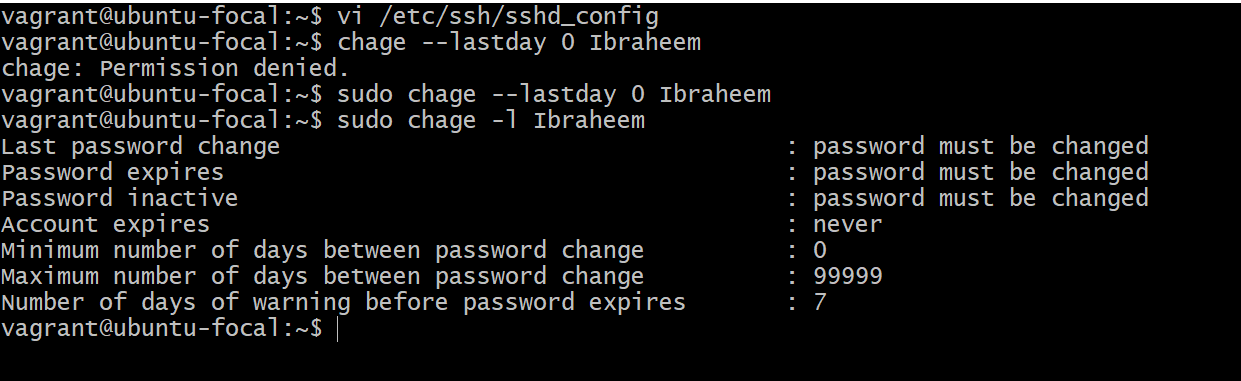 vagrant@ubuntu-focal:~$ vi /etc/ssh/sshd_config
vagrant@ubuntu-focal:~$ chage --lastday 0 Ibraheem
chage: Permission denied.
vagrant@ubuntu-focal:~$ sudo chage --lastday 0 Ibraheem
vagrant@ubuntu-focal:~$ sudo chage -l Ibraheem
Last password change : password must be changed
Password expires : password must be changed
Password inactive : password must be changed
Account expires : never
Minimum number of days between password change : 0
Maximum number of days between password change : 99999
Number of days of warning before password expires : 7
vagrant@ubuntu-focal:~$